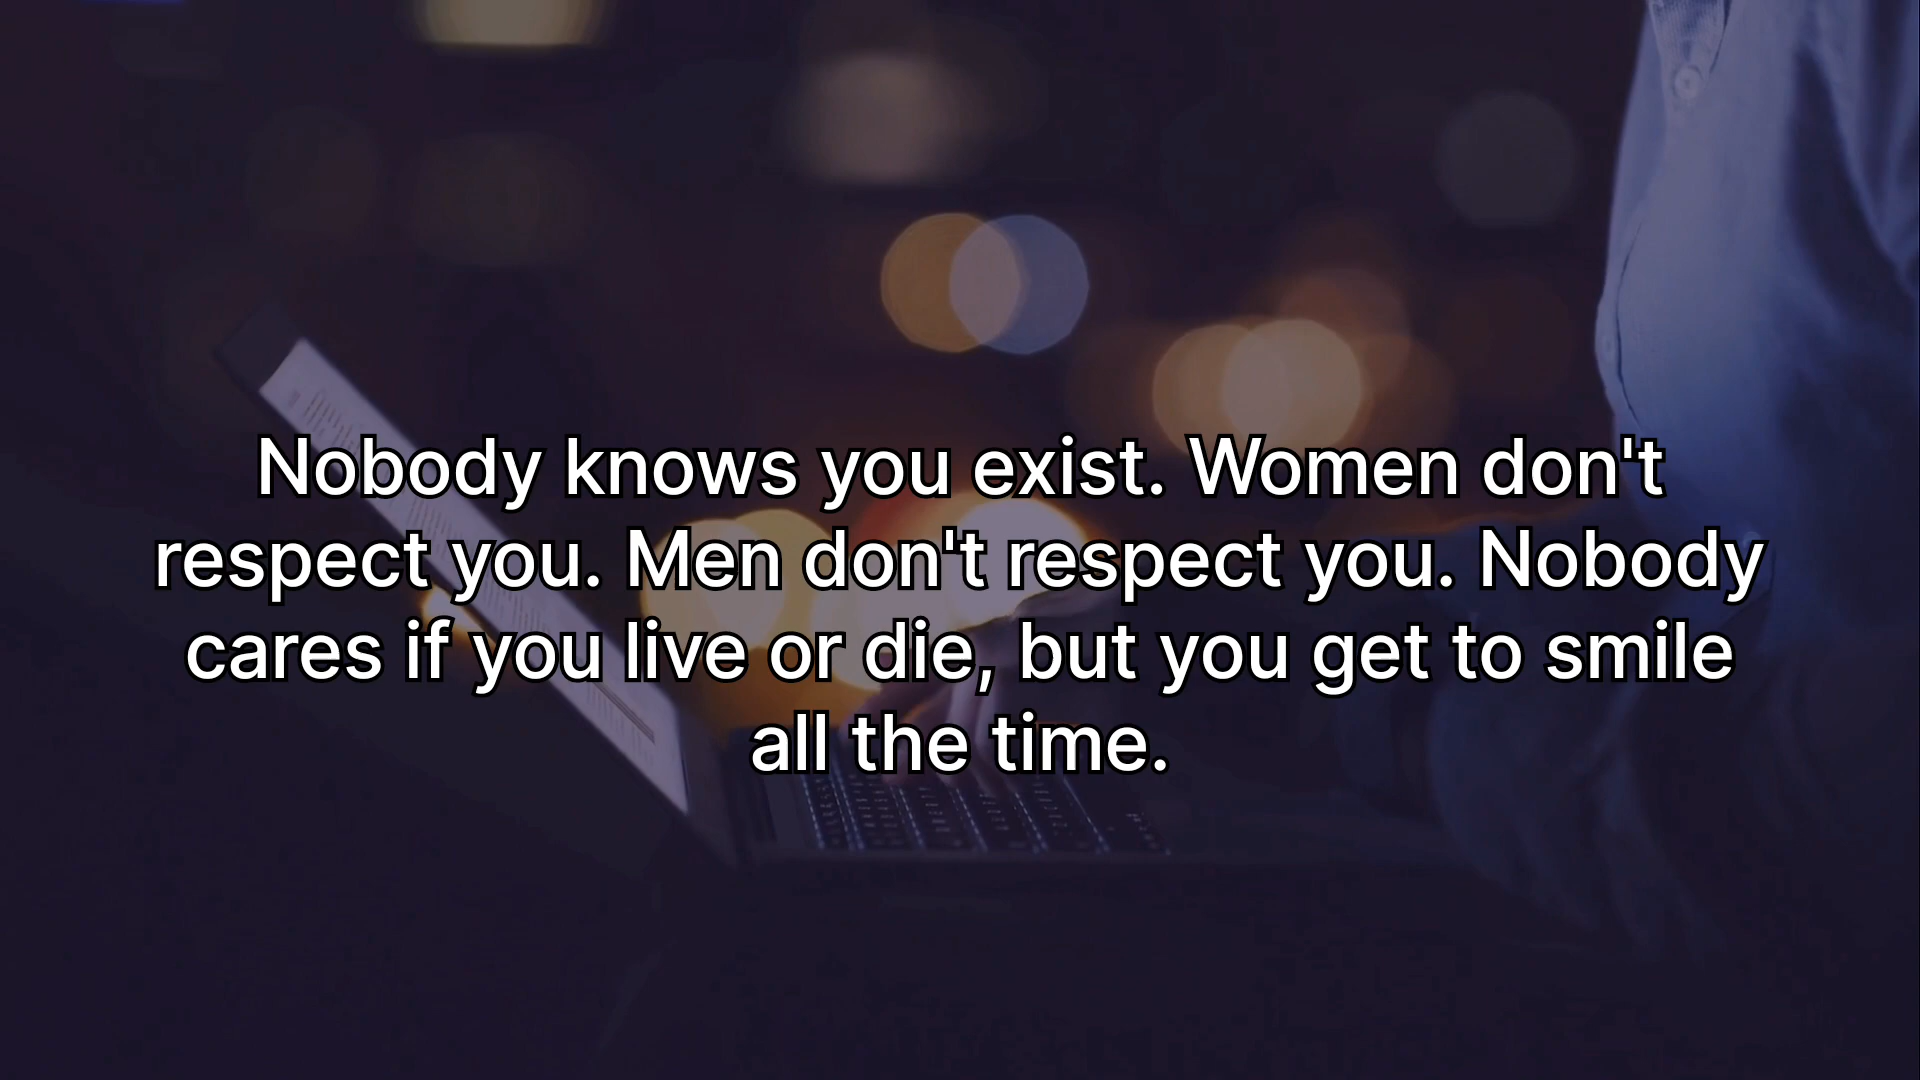 Nobody knows you exist. Women don't
respect you. Men don't respect you. Nobody
cares if you live or die, but you get to smile
all the time.